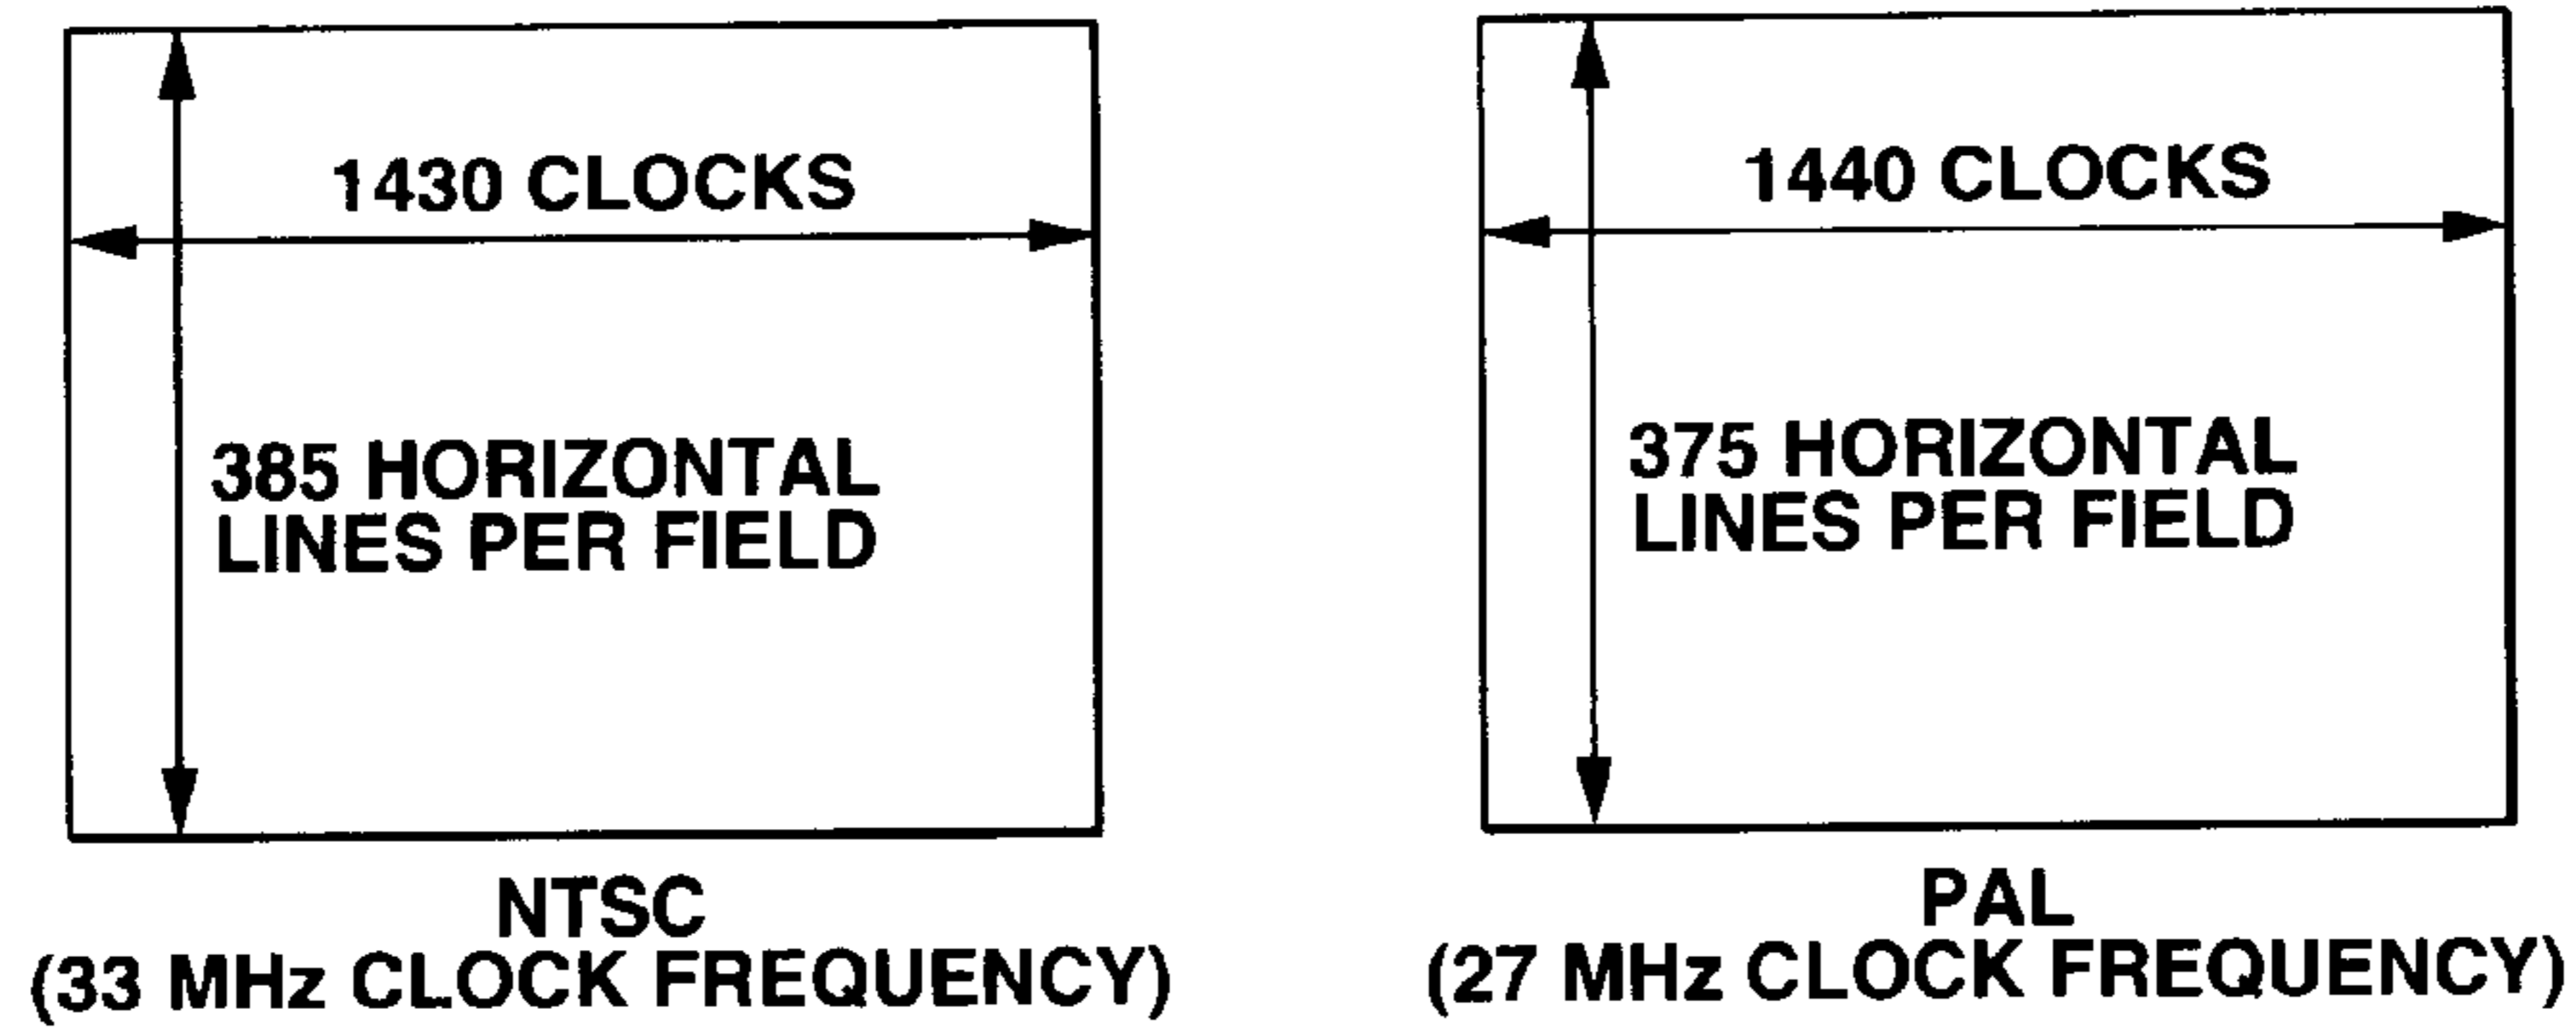 1430 CLOCKS
385 HORIZONTAL
LINES PER FIELD
NTSC
(33 MHz CLOCK FREQUENCY)
1440 CLOCKS
375 HORIZONTAL
LINES PER FIELD
PAL
(27 MHz CLOCK FREQUENCY)